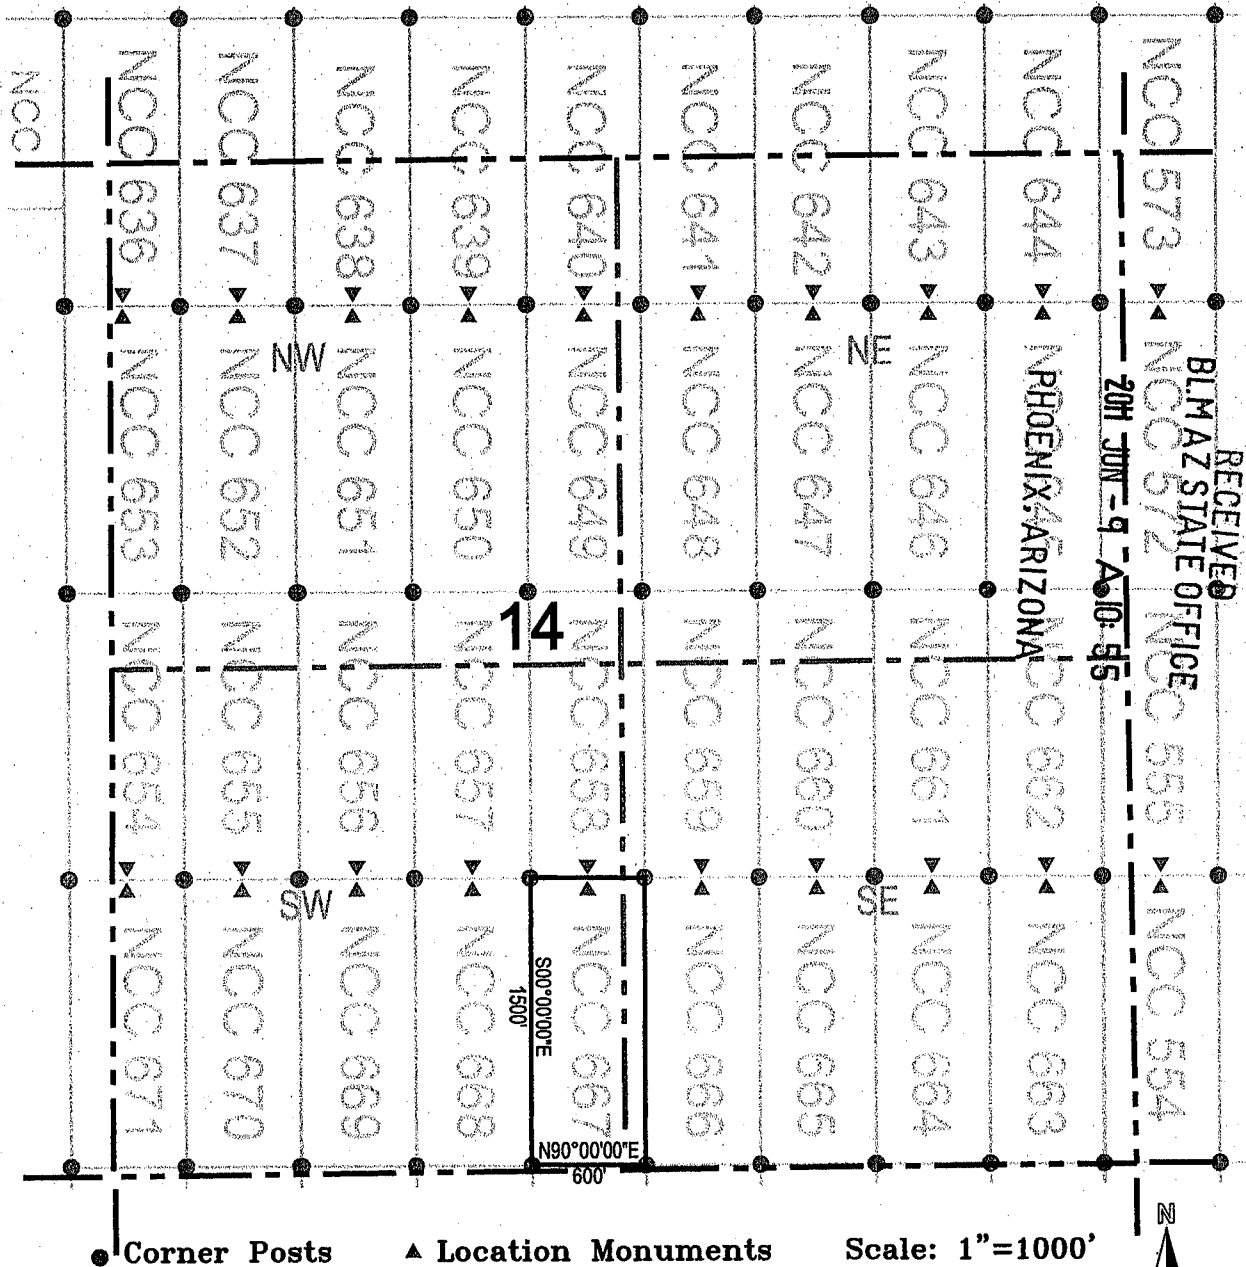 NCC
NCC 636
NCC 637
NCC 638
NCC 639
NCC 640
NCC 641
NCC 642
NCC 643
NCC 644
NCC 573
NW
NE
NCC 653
NCC 652
NCC 651
NCC 650
NCC 649
NCC 648
NCC 647
NCC 646
NCC 645
NCC 572
RECEIVED
BLM AZ STATE OFFICE
2011 JUN -9 A 10: 55
PHOENIX, ARIZONA
14
NCC 654
NCC 655
NCC 656
NCC 657
NCC 658
NCC 659
NCC 660
NCC 661
NCC 662
NCC 555
SW
SE
NCC 671
NCC 670
NCC 669
NCC 668
S00°00'00"E
1500'
NCC 667
NCC 666
NCC 665
NCC 664
NCC 663
NCC 554
N90°00'00"E
600'
N
Corner Posts
Location Monuments
Scale: 1"=1000'